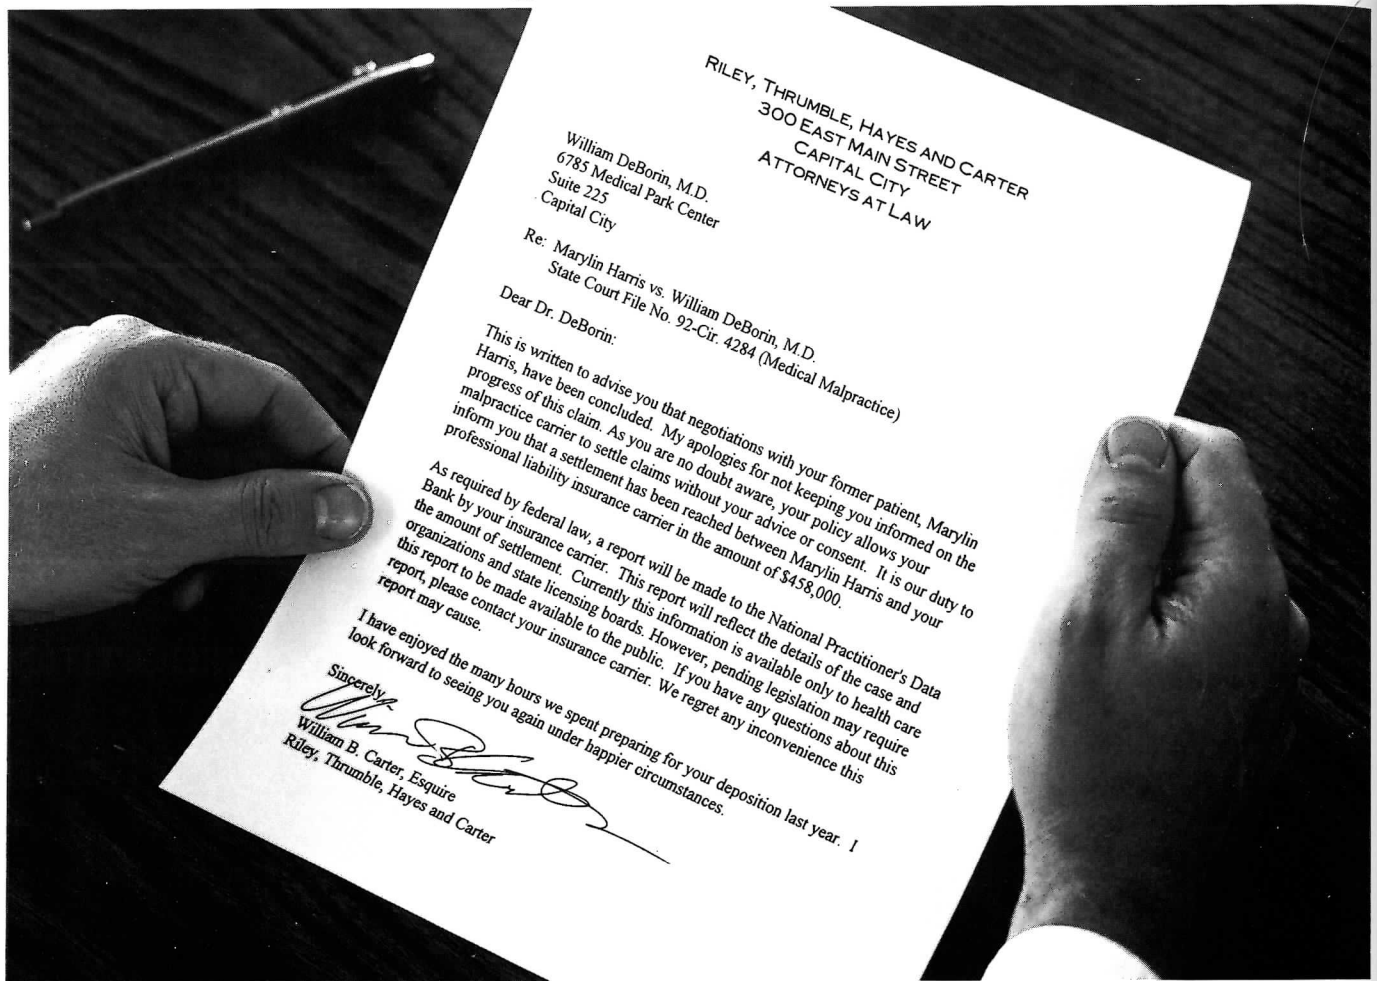 RILEY, THRUMBLE, HAYES AND CARTER
300 EAST MAIN STREET
CAPITAL CITY
ATTORNEYS AT LAW
William DeBorin, M.D.
6785 Medical Park Center
Suite 225
Capital City
Re: Marylin Harris vs. William DeBorin, M.D.
State Court File No. 92-Cir. 4284 (Medical Malpractice)
Dear Dr. DeBorin:
This is written to advise you that negotiations with your former patient, Marylin
Harris, have been concluded. My apologies for not keeping you informed on the
progress of this claim. As you are no doubt aware, your policy allows your
malpractice carrier to settle claims without your advice or consent. It is our duty to
inform you that a settlement has been reached between Marylin Harris and your
professional liability insurance carrier in the amount of $458,000.
As required by federal law, a report will be made to the National Practitioner's Data
Bank by your insurance carrier. This report will reflect the details of the case and
the amount of settlement. Currently this information is available only to health care
organizations and state licensing boards. However, pending legislation may require
this report to be made available to the public. If you have any questions about this
report, please contact your insurance carrier. We regret any inconvenience this
report may cause.
I have enjoyed the many hours we spent preparing for your deposition last year. I
look forward to seeing you again under happier circumstances.
Sincerely,
William B. Carter, Esquire
Riley, Thrumble, Hayes and Carter